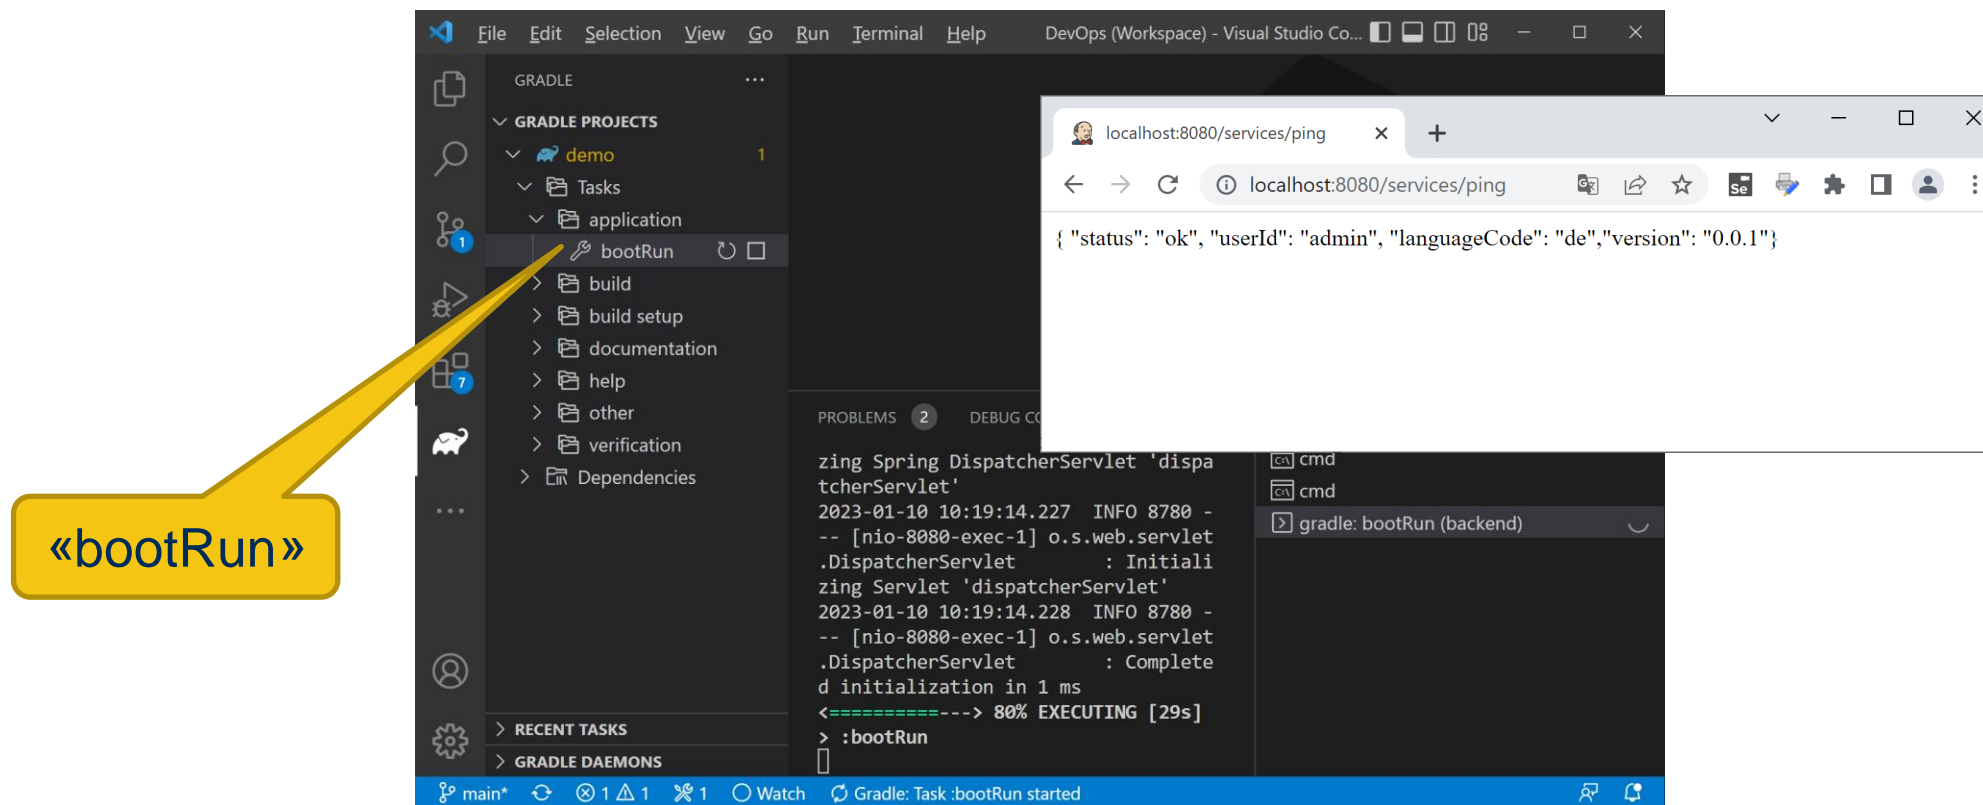 File Edit Selection View Go Run Terminal Help DevOps (Workspace) - Visual Studio Co...
GRADLE
GRADLE PROJECTS
demo 1
Tasks
application
bootRun
build
build setup
documentation
help
other
verification
Dependencies
RECENT TASKS
GRADLE DAEMONS
1
7
«bootRun»
localhost:8080/services/ping
localhost:8080/services/ping
Se
{ "status": "ok", "userId": "admin", "languageCode": "de","version": "0.0.1"}
PROBLEMS 2 DEBUG CO
zing Spring DispatcherServlet 'dispa
tcherServlet'
2023-01-10 10:19:14.227 INFO 8780 -
-- [nio-8080-exec-1] o.s.web.servlet
.DispatcherServlet : Initiali
zing Servlet 'dispatcherServlet'
2023-01-10 10:19:14.228 INFO 8780 -
-- [nio-8080-exec-1] o.s.web.servlet
.DispatcherServlet : Complete
d initialization in 1 ms
<==========---> 80% EXECUTING [29s]
> :bootRun
cmd
cmd
gradle: bootRun (backend)
main* 1 1 1 Watch Gradle: Task :bootRun started